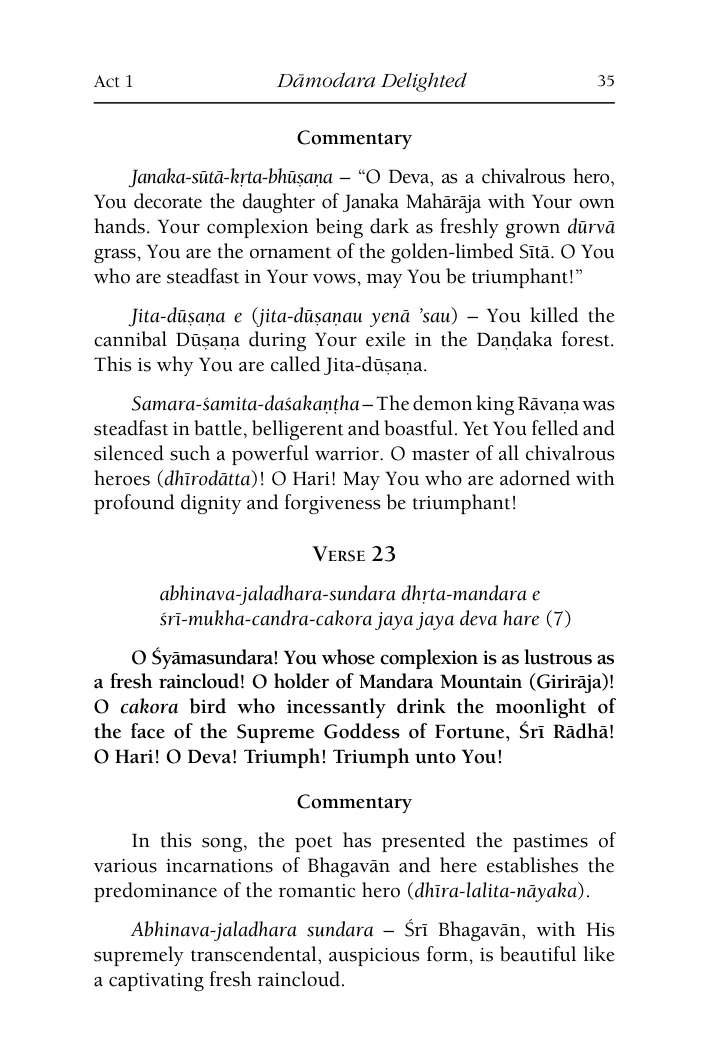 Act 1 Dāmodara Delighted 35
Commentary
Janaka-sūtā-kṛta-bhūṣaṇa – “O Deva, as a chivalrous hero,
You decorate the daughter of Janaka Mahārāja with Your own
hands. Your complexion being dark as freshly grown dūrvā
grass, You are the ornament of the golden-limbed Sītā. O You
who are steadfast in Your vows, may You be triumphant!”
Jita-dūṣaṇa e (jita-dūṣaṇau yenā ’sau) – You killed the
cannibal Dūṣaṇa during Your exile in the Daṇḍaka forest.
This is why You are called Jita-dūṣaṇa.
Samara-śamita-daśakaṇṭha – The demon king Rāvaṇa was
steadfast in battle, belligerent and boastful. Yet You felled and
silenced such a powerful warrior. O master of all chivalrous
heroes (dhīrodātta)! O Hari! May You who are adorned with
profound dignity and forgiveness be triumphant!
Verse 23
abhinava-jaladhara-sundara dhṛta-mandara e
śrī-mukha-candra-cakora jaya jaya deva hare (7)
O Śyāmasundara! You whose complexion is as lustrous as
a fresh raincloud! O holder of Mandara Mountain (Girirāja)!
O cakora bird who incessantly drink the moonlight of
the face of the Supreme Goddess of Fortune, Śrī Rādhā!
O Hari! O Deva! Triumph! Triumph unto You!
Commentary
In this song, the poet has presented the pastimes of
various incarnations of Bhagavān and here establishes the
predominance of the romantic hero (dhīra-lalita-nāyaka).
Abhinava-jaladhara sundara – Śrī Bhagavān, with His
supremely transcendental, auspicious form, is beautiful like
a captivating fresh raincloud.